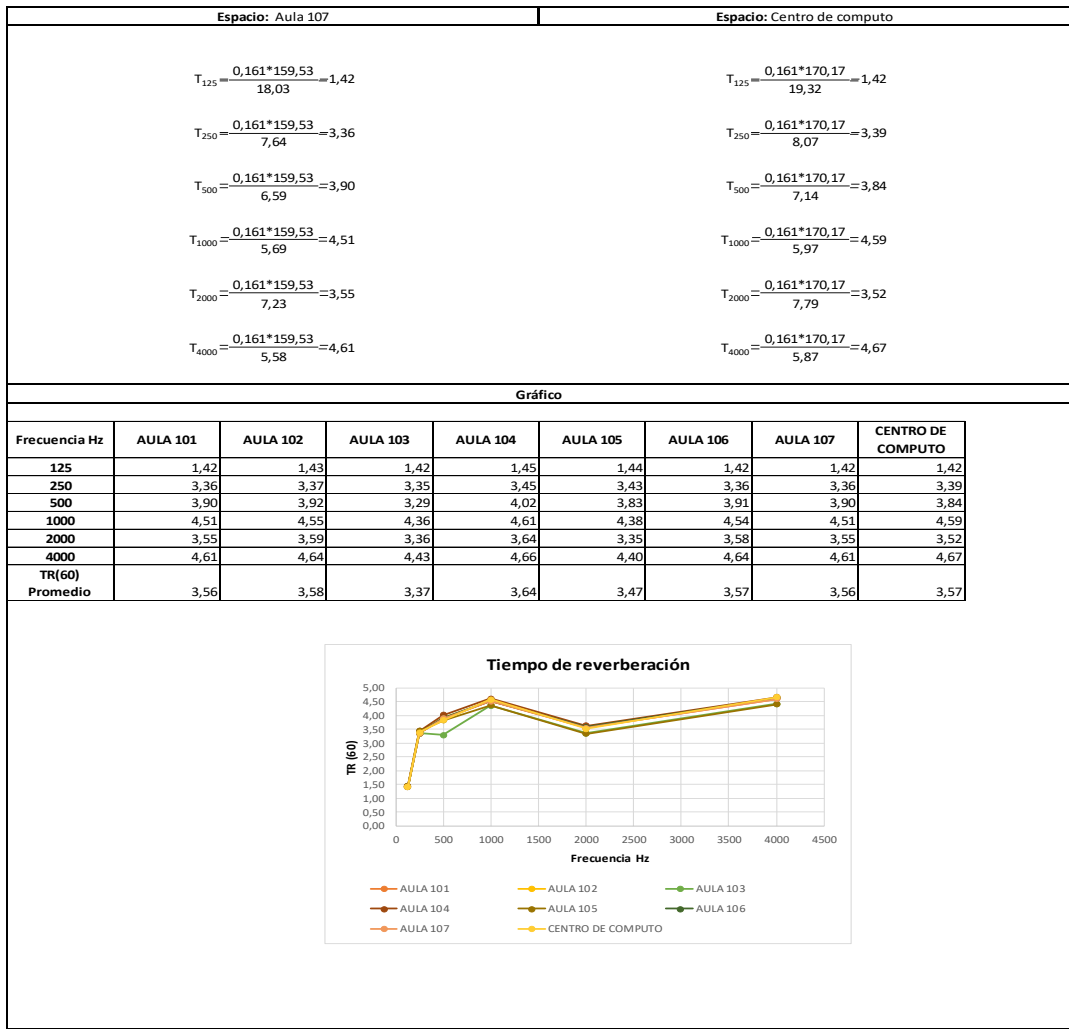 Espacio: Aula 107 Espacio: Centro de computo
T125=0,161*159,53/18,03=1,42 T125=0,161*170,17/19,32=1,42
T250=0,161*159,53/7,64=3,36 T250=0,161*170,17/8,07=3,39
T500=0,161*159,53/6,59=3,90 T500=0,161*170,17/7,14=3,84
T1000=0,161*159,53/5,69=4,51 T1000=0,161*170,17/5,97=4,59
T2000=0,161*159,53/7,23=3,55 T2000=0,161*170,17/7,79=3,52
T4000=0,161*159,53/5,58=4,61 T4000=0,161*170,17/5,87=4,67
Gráfico
Frecuencia Hz AULA 101 AULA 102 AULA 103 AULA 104 AULA 105 AULA 106 AULA 107 CENTRO DE COMPUTO
125 1,42 1,43 1,42 1,45 1,44 1,42 1,42 1,42
250 3,36 3,37 3,35 3,45 3,43 3,36 3,36 3,39
500 3,90 3,92 3,29 4,02 3,83 3,91 3,90 3,84
1000 4,51 4,55 4,36 4,61 4,38 4,54 4,51 4,59
2000 3,55 3,59 3,36 3,64 3,35 3,58 3,55 3,52
4000 4,61 4,64 4,43 4,66 4,40 4,64 4,61 4,67
TR(60) Promedio 3,56 3,58 3,37 3,64 3,47 3,57 3,56 3,57
Tiempo de reverberación
5,00
4,50
4,00
3,50
3,00
2,50
2,00
1,50
1,00
0,50
0,00
TR (60)
0 500 1000 1500 2000 2500 3000 3500 4000 4500
Frecuencia Hz
AULA 101 AULA 102 AULA 103
AULA 104 AULA 105 AULA 106
AULA 107 CENTRO DE COMPUTO